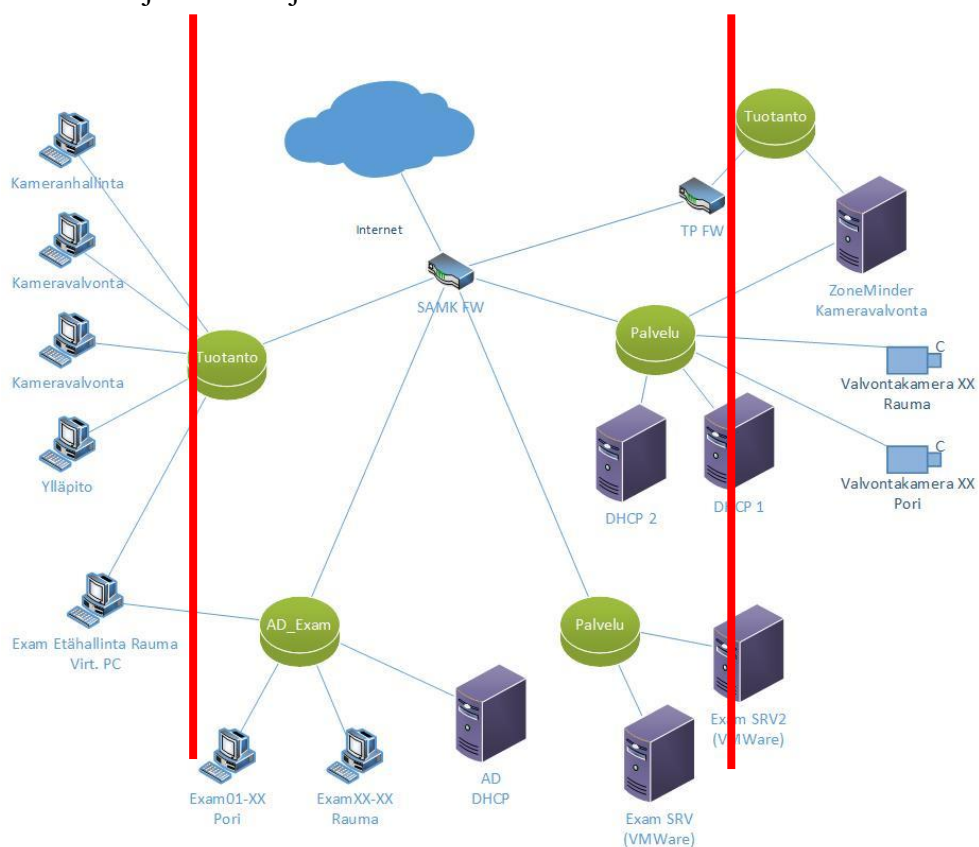 Kameranhallinta
Kameravalvonta
Kameravalvonta
Ylläpito
Exam Etähallinta Rauma
Virt. PC
Tuotanto
Internet
SAMK FW
TP FW
Tuotanto
ZoneMinder
Kameravalvonta
Palvelu
C
Valvontakamera XX
Rauma
C
Valvontakamera XX
Pori
DHCP 2
DHCP 1
AD_Exam
Exam01-XX
Pori
ExamXX-XX
Rauma
AD
DHCP
Palvelu
Exam SRV
(VMWare)
Exam SRV2
(VMWare)